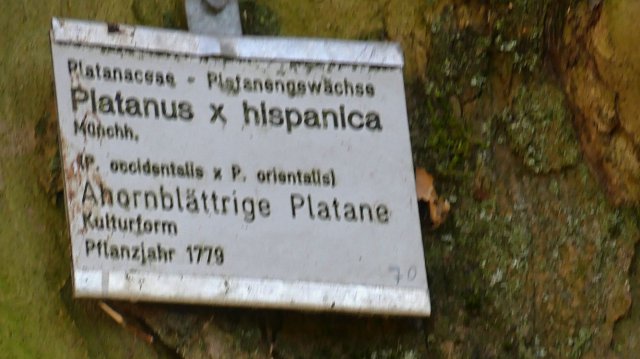 Platanaceae - Platanengewächse
Platanus x hispanica
Münchh.
(P. occidentalis x P. orientalis)
Ahornblättrige Platane
Kulturform
Pflanzjahr 1779
70